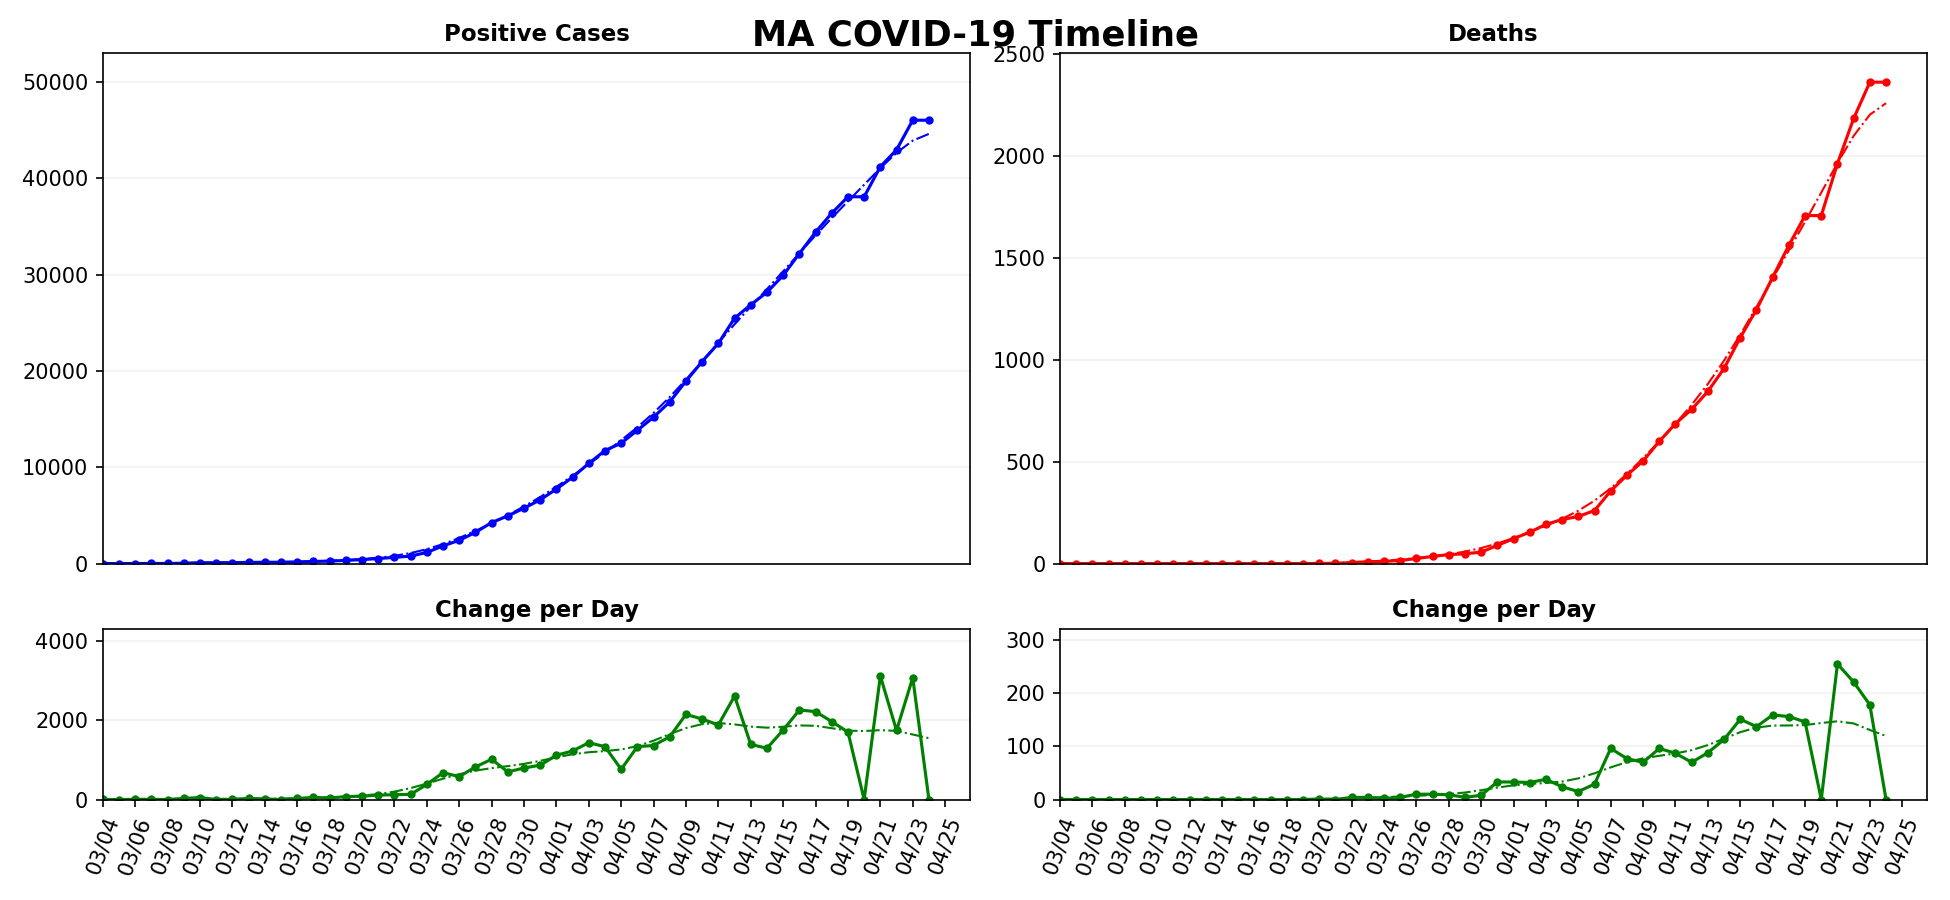 MA COVID-19 Timeline
Positive Cases
50000
40000
30000
20000
10000
0
Deaths
2500
2000
1500
1000
500
0
Change per Day
4000
2000
0
03/04 03/06 03/08 03/10 03/12 03/14 03/16 03/18 03/20 03/22 03/24 03/26 03/28 03/30 04/01 04/03 04/05 04/07 04/09 04/11 04/13 04/15 04/17 04/19 04/21 04/23 04/25
Change per Day
300
200
100
0
03/04 03/06 03/08 03/10 03/12 03/14 03/16 03/18 03/20 03/22 03/24 03/26 03/28 03/30 04/01 04/03 04/05 04/07 04/09 04/11 04/13 04/15 04/17 04/19 04/21 04/23 04/25